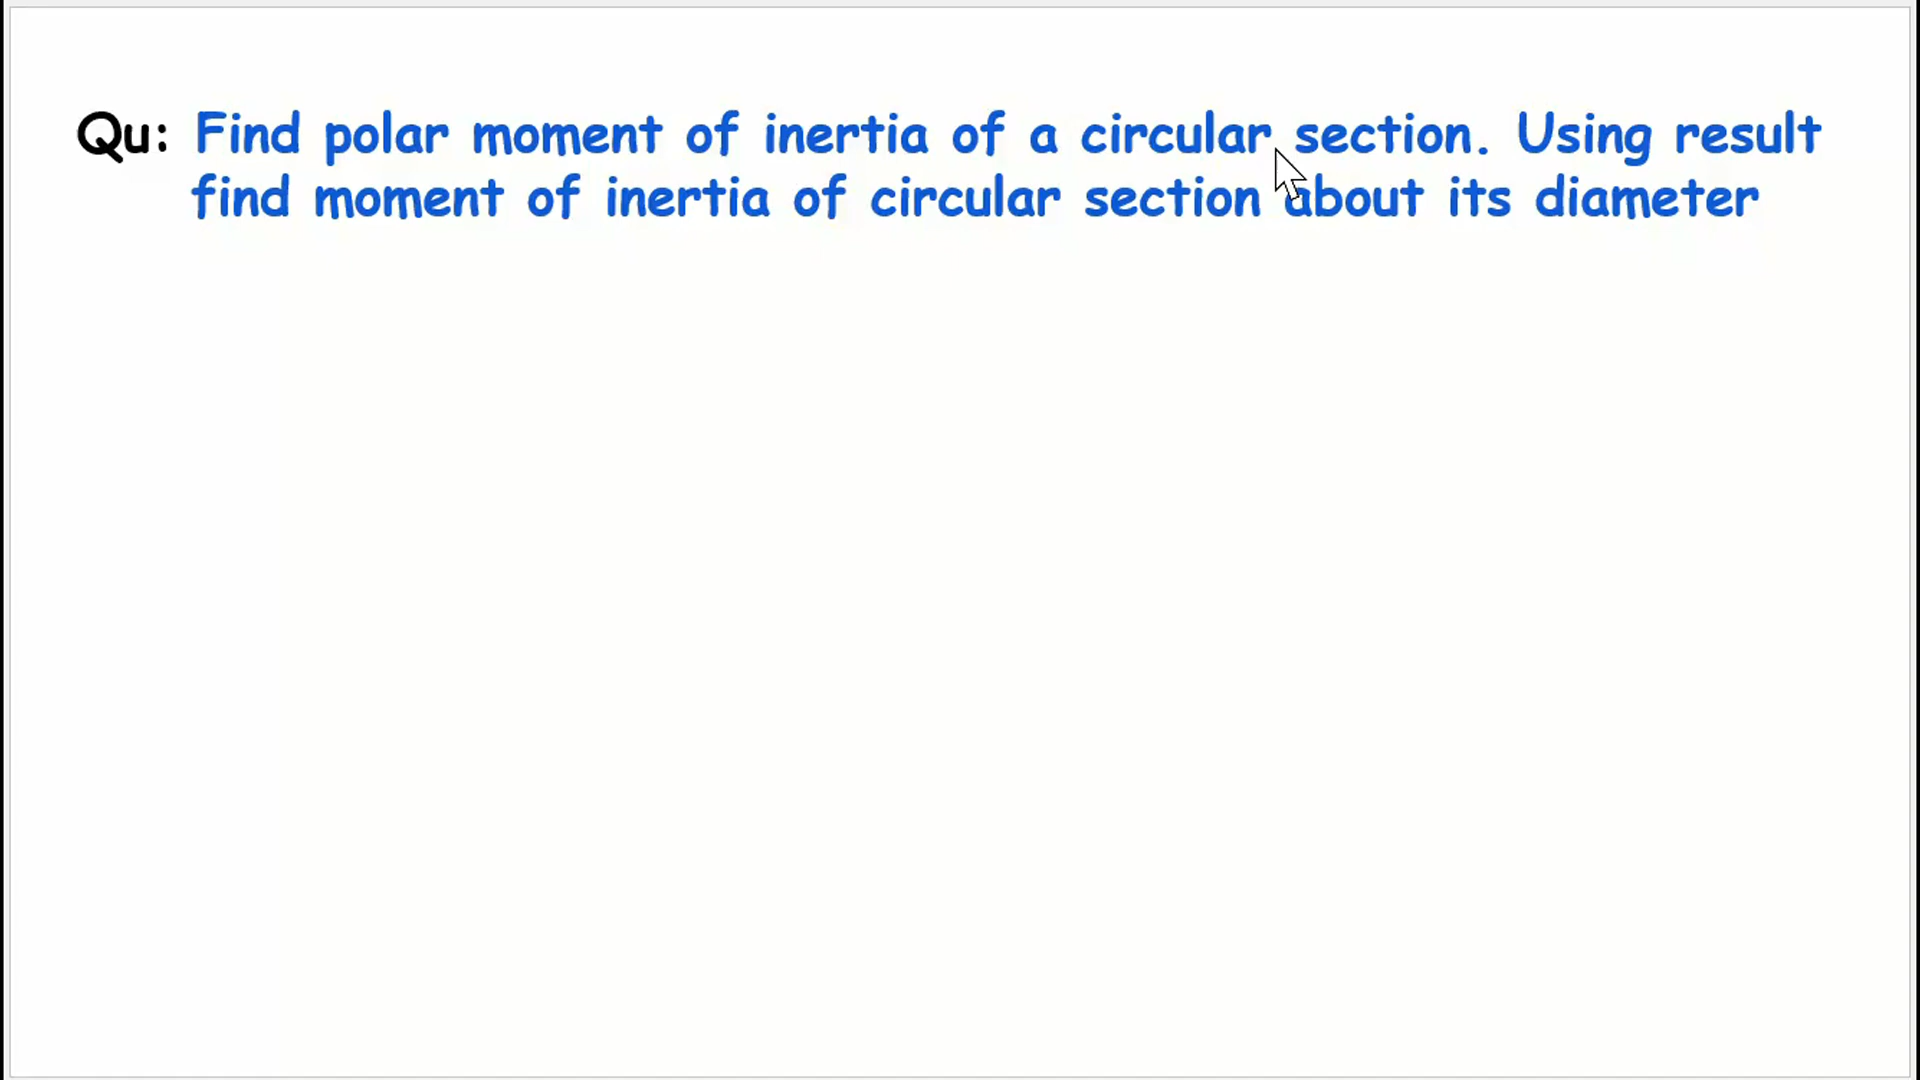 Qu: Find polar moment of inertia of a circular section. Using result
find moment of inertia of circular section about its diameter